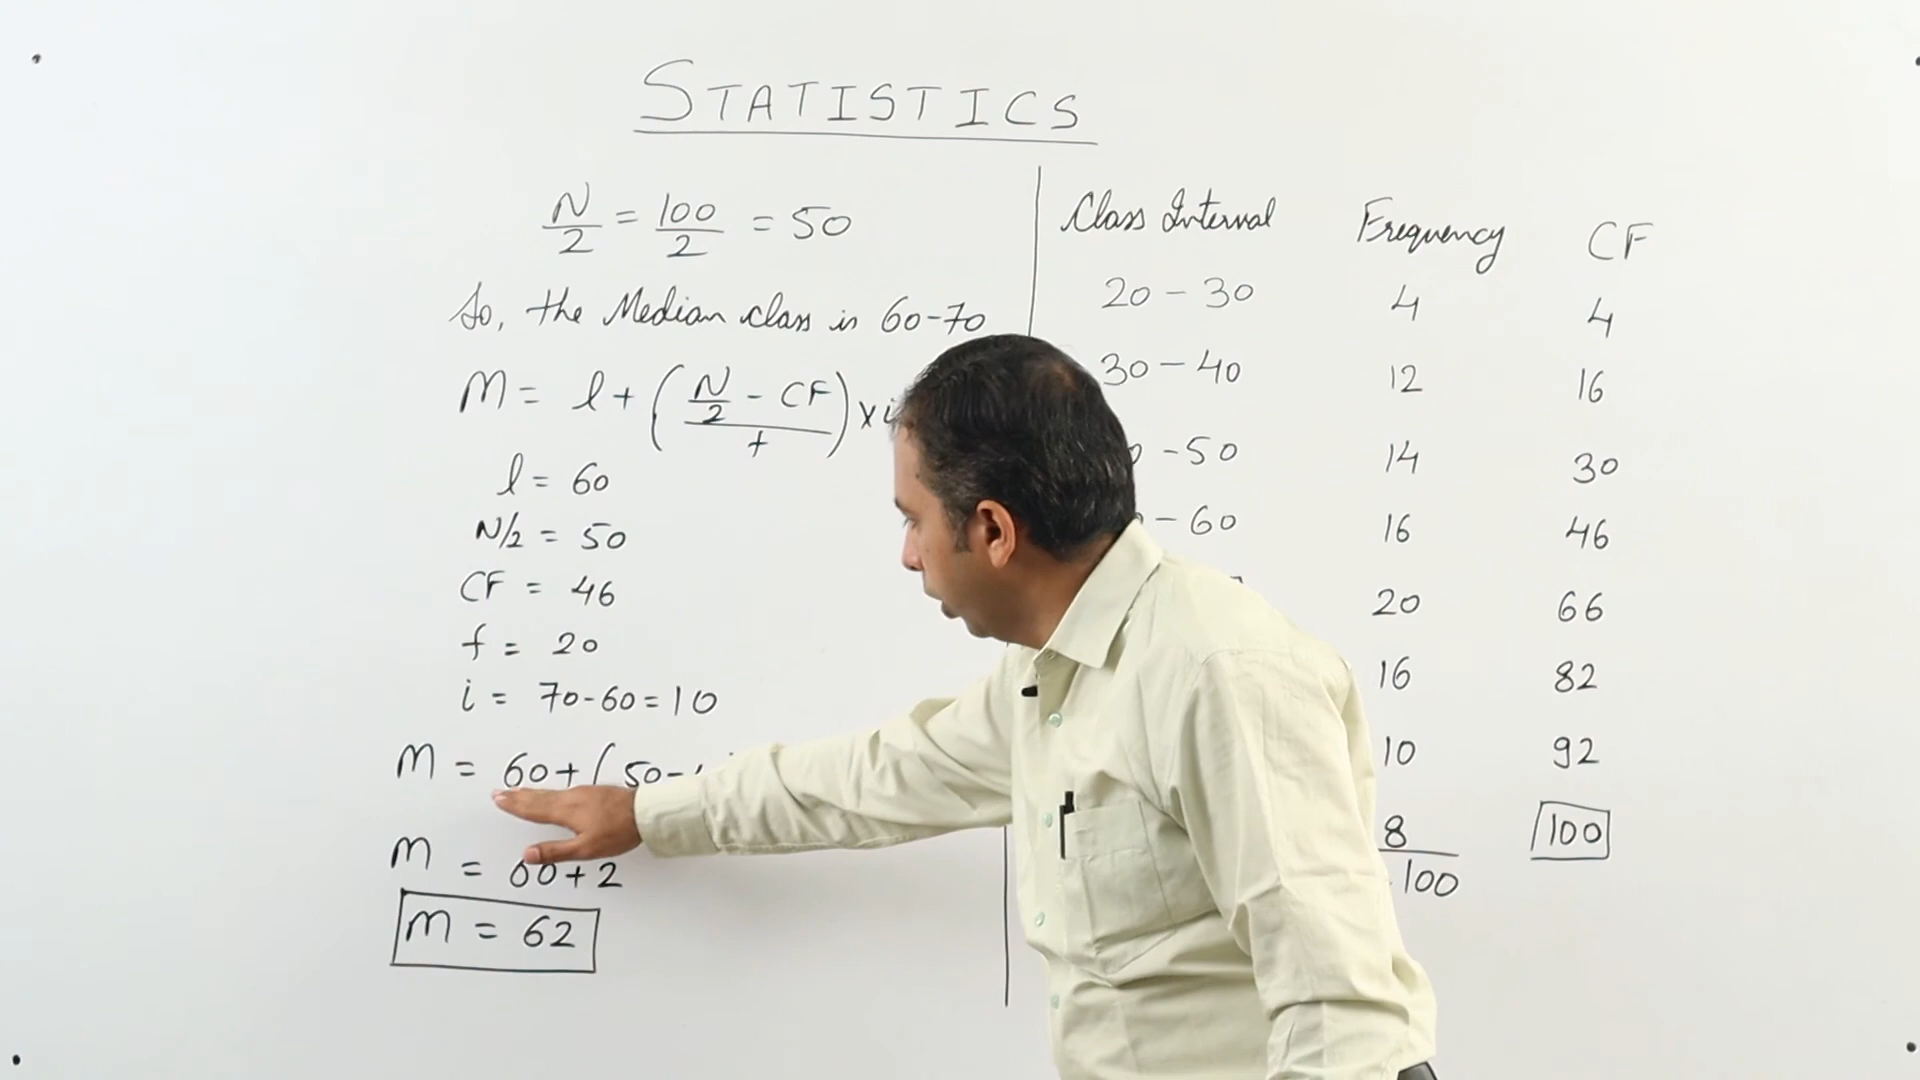 STATISTICS
N/2 = 100/2 = 50
So, the Median class is 60-70
M = l + (N/2 - CF / f) × i
l = 60
N/2 = 50
CF = 46
f = 20
i = 70-60 = 10
M = 60 + ( 50 -
M = 60 + 2
M = 62
Class Interval Frequency CF
20 - 30 4 4
30 - 40 12 16
- 50 14 30
- 60 16 46
20 66
16 82
10 92
8 100
100